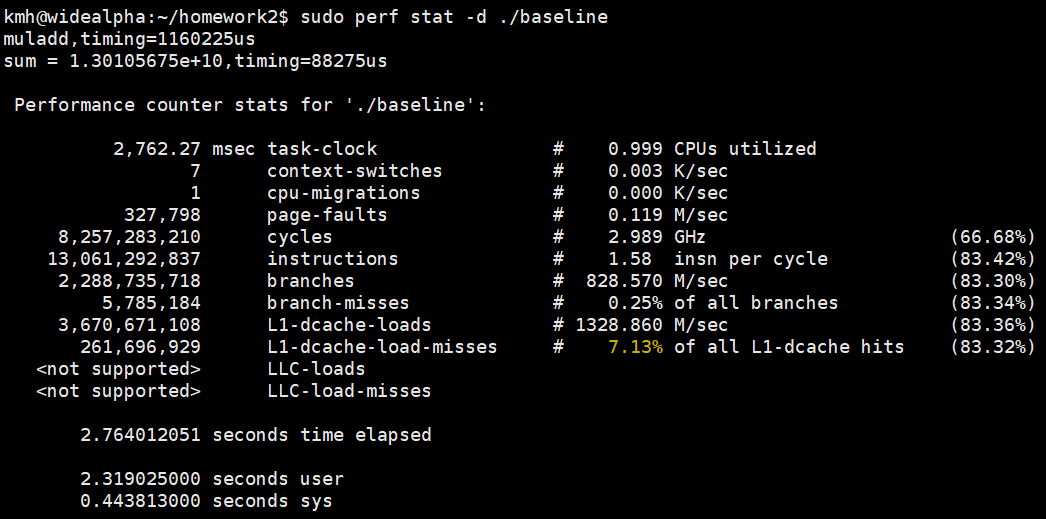 kmh@widealpha:~/homework2$ sudo perf stat -d ./baseline
muladd,timing=1160225us
sum = 1.30105675e+10,timing=88275us
Performance counter stats for './baseline':
2,762.27 msec task-clock # 0.999 CPUs utilized
7 context-switches # 0.003 K/sec
1 cpu-migrations # 0.000 K/sec
327,798 page-faults # 0.119 M/sec
8,257,283,210 cycles # 2.989 GHz (66.68%)
13,061,292,837 instructions # 1.58 insn per cycle (83.42%)
2,288,735,718 branches # 828.570 M/sec (83.30%)
5,785,184 branch-misses # 0.25% of all branches (83.34%)
3,670,671,108 L1-dcache-loads # 1328.860 M/sec (83.36%)
261,696,929 L1-dcache-load-misses # 7.13% of all L1-dcache hits (83.32%)
<not supported> LLC-loads
<not supported> LLC-load-misses
2.764012051 seconds time elapsed
2.319025000 seconds user
0.443813000 seconds sys